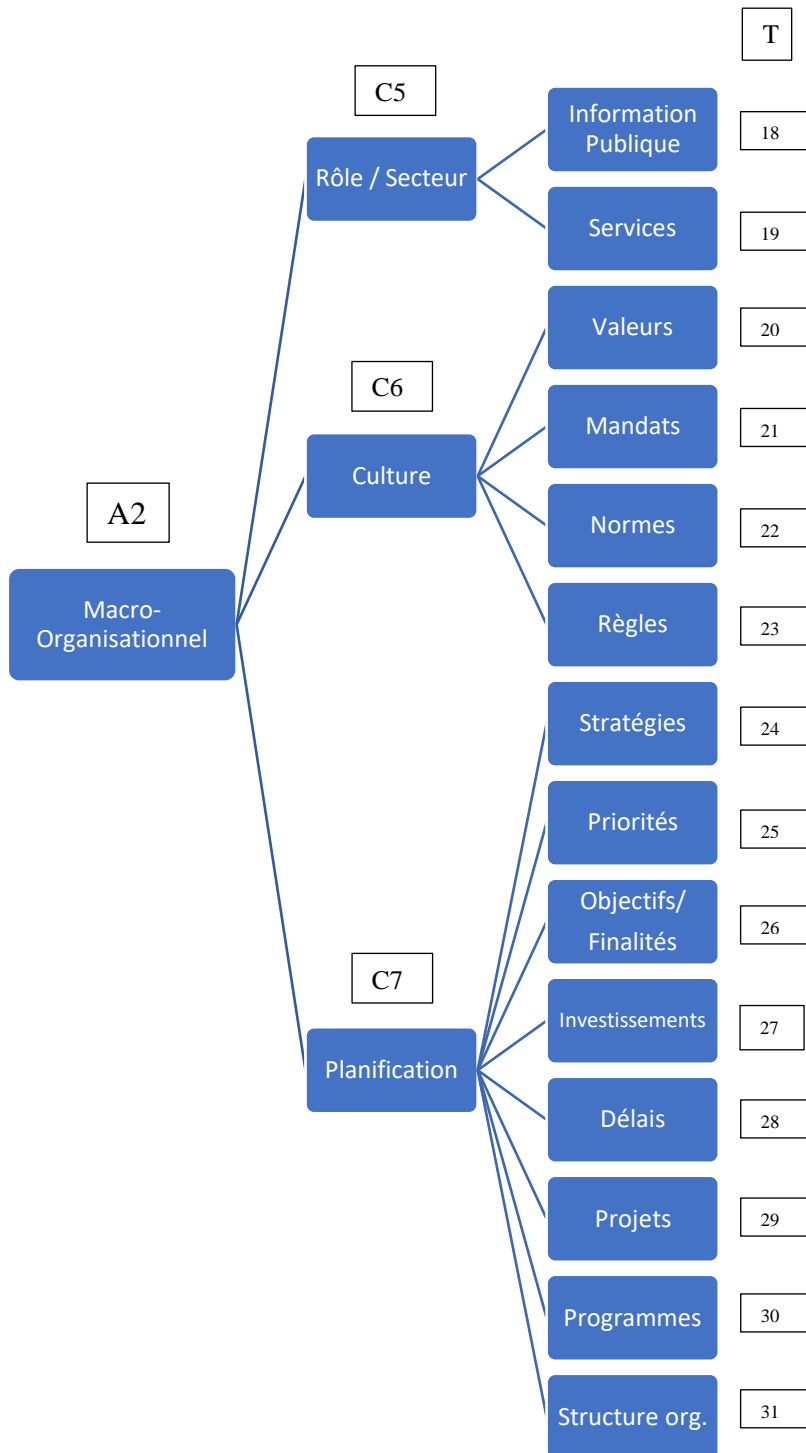 T
C5
Information
Publique
18
Rôle / Secteur
Services
19
Valeurs
20
C6
Mandats
21
Culture
A2
Normes
22
Macro-
Organisationnel
Règles
23
Stratégies
24
Priorités
25
Objectifs/
Finalités
26
C7
Investissements
27
Planification
Délais
28
Projets
29
Programmes
30
Structure org.
31